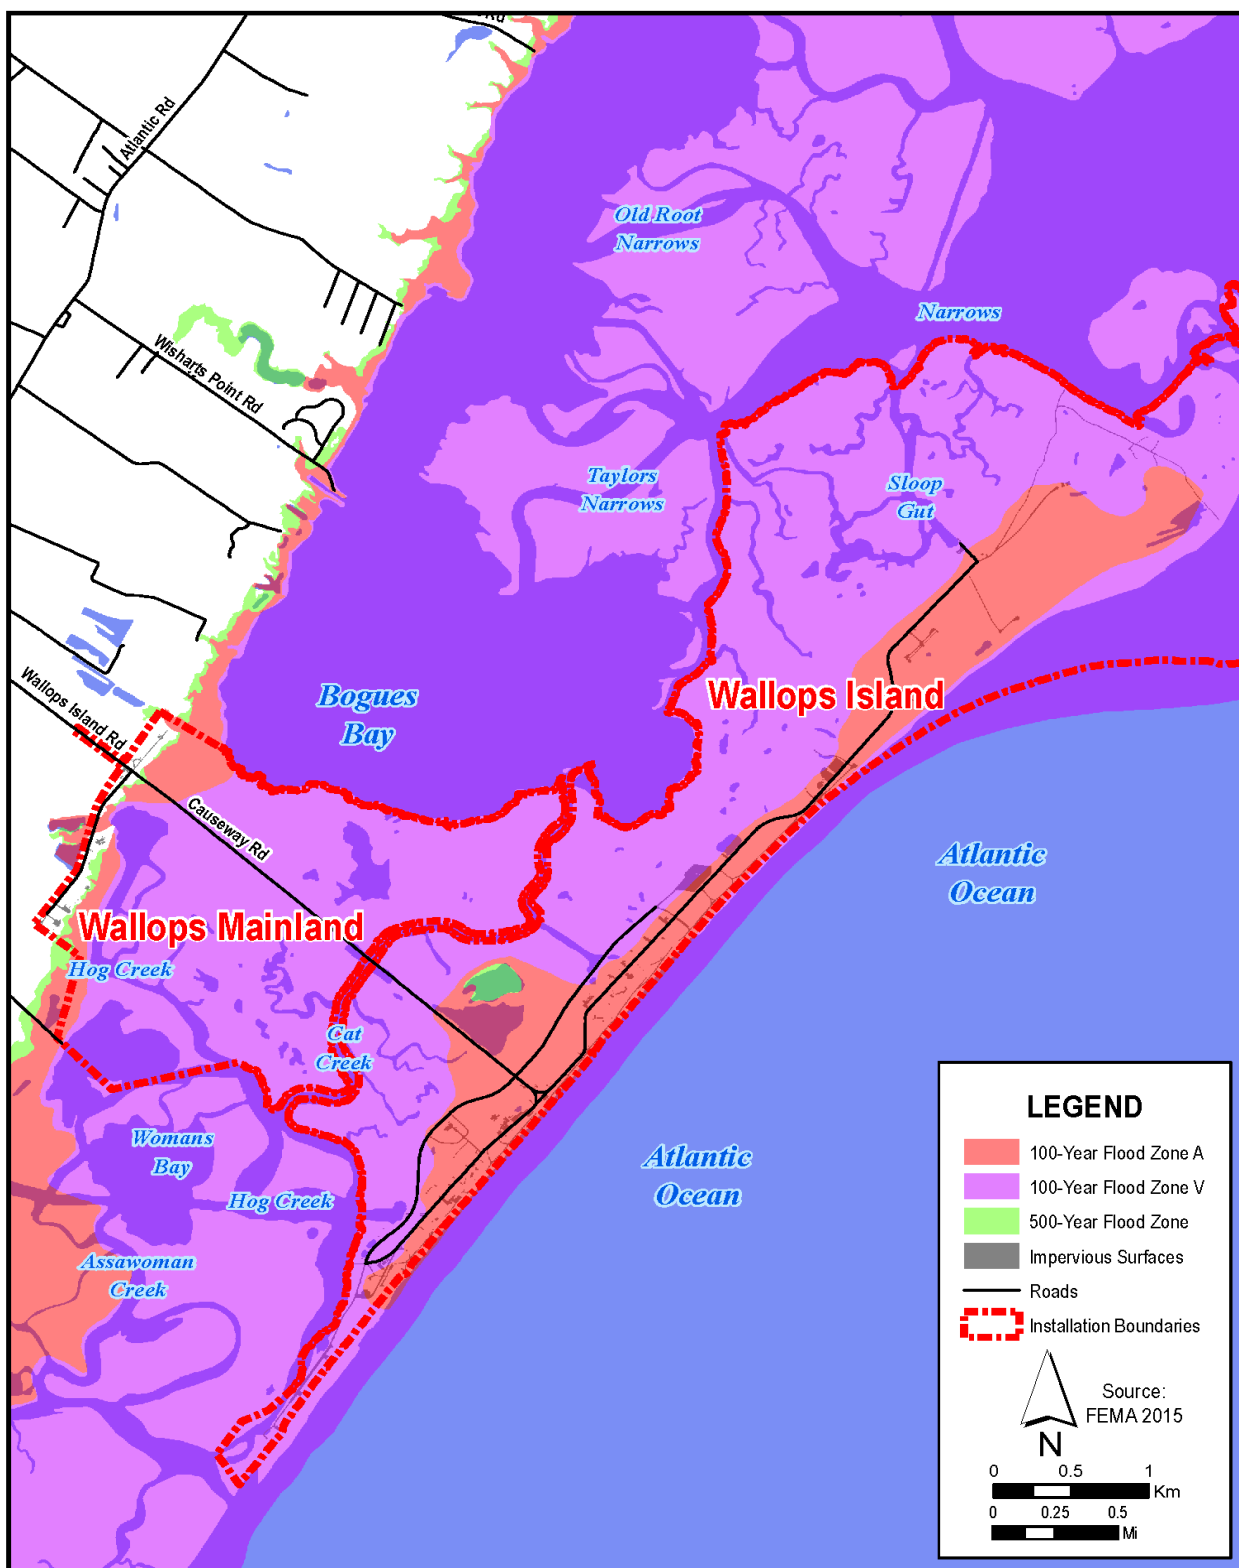 Rd
Atlantic Rd
Old Root
Narrows
Narrows
Wisharts Point Rd
Taylors
Narrows
Sloop
Gut
Wallops Island Rd
Bogues
Bay
Wallops Island
Causeway Rd
Atlantic
Ocean
Wallops Mainland
Hog Creek
Cat
Creek
Womans
Bay
Atlantic
Ocean
Hog Creek
Assawoman
Creek
LEGEND
100-Year Flood Zone A
100-Year Flood Zone V
500-Year Flood Zone
Impervious Surfaces
Roads
Installation Boundaries
Source:
FEMA 2015
N
0 0.5 1
Km
0 0.25 0.5
Mi